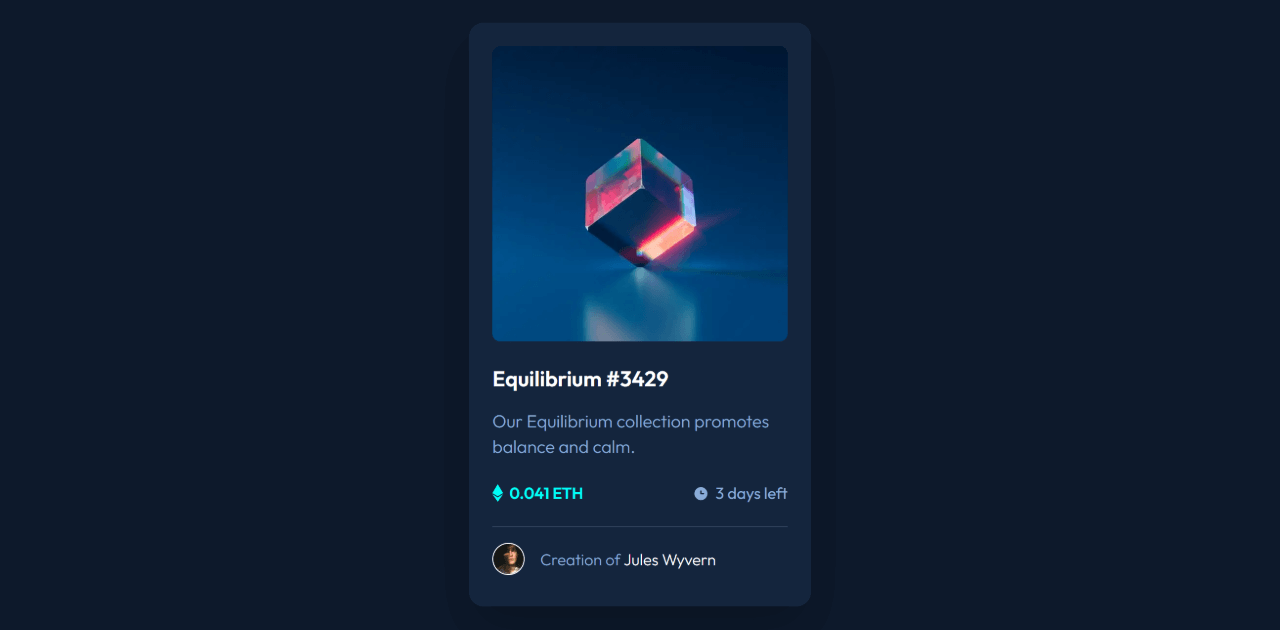 Equilibrium #3429
Our Equilibrium collection promotes
balance and calm.
0.041 ETH
3 days left
Creation of Jules Wyvern